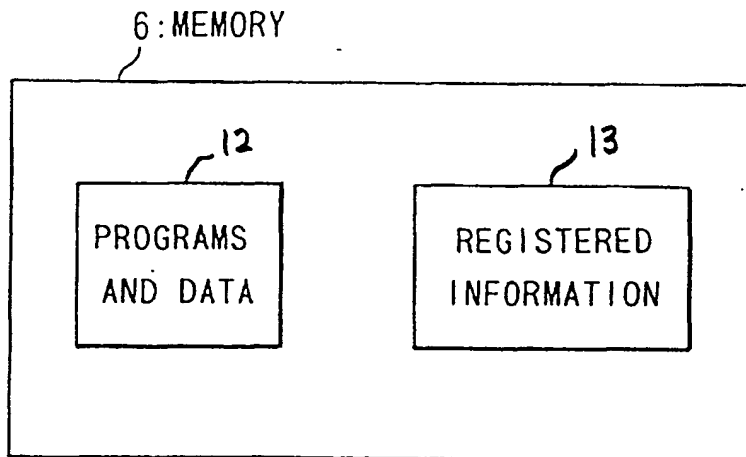 6:MEMORY
12
13
PROGRAMS
AND DATA
REGISTERED
INFORMATION